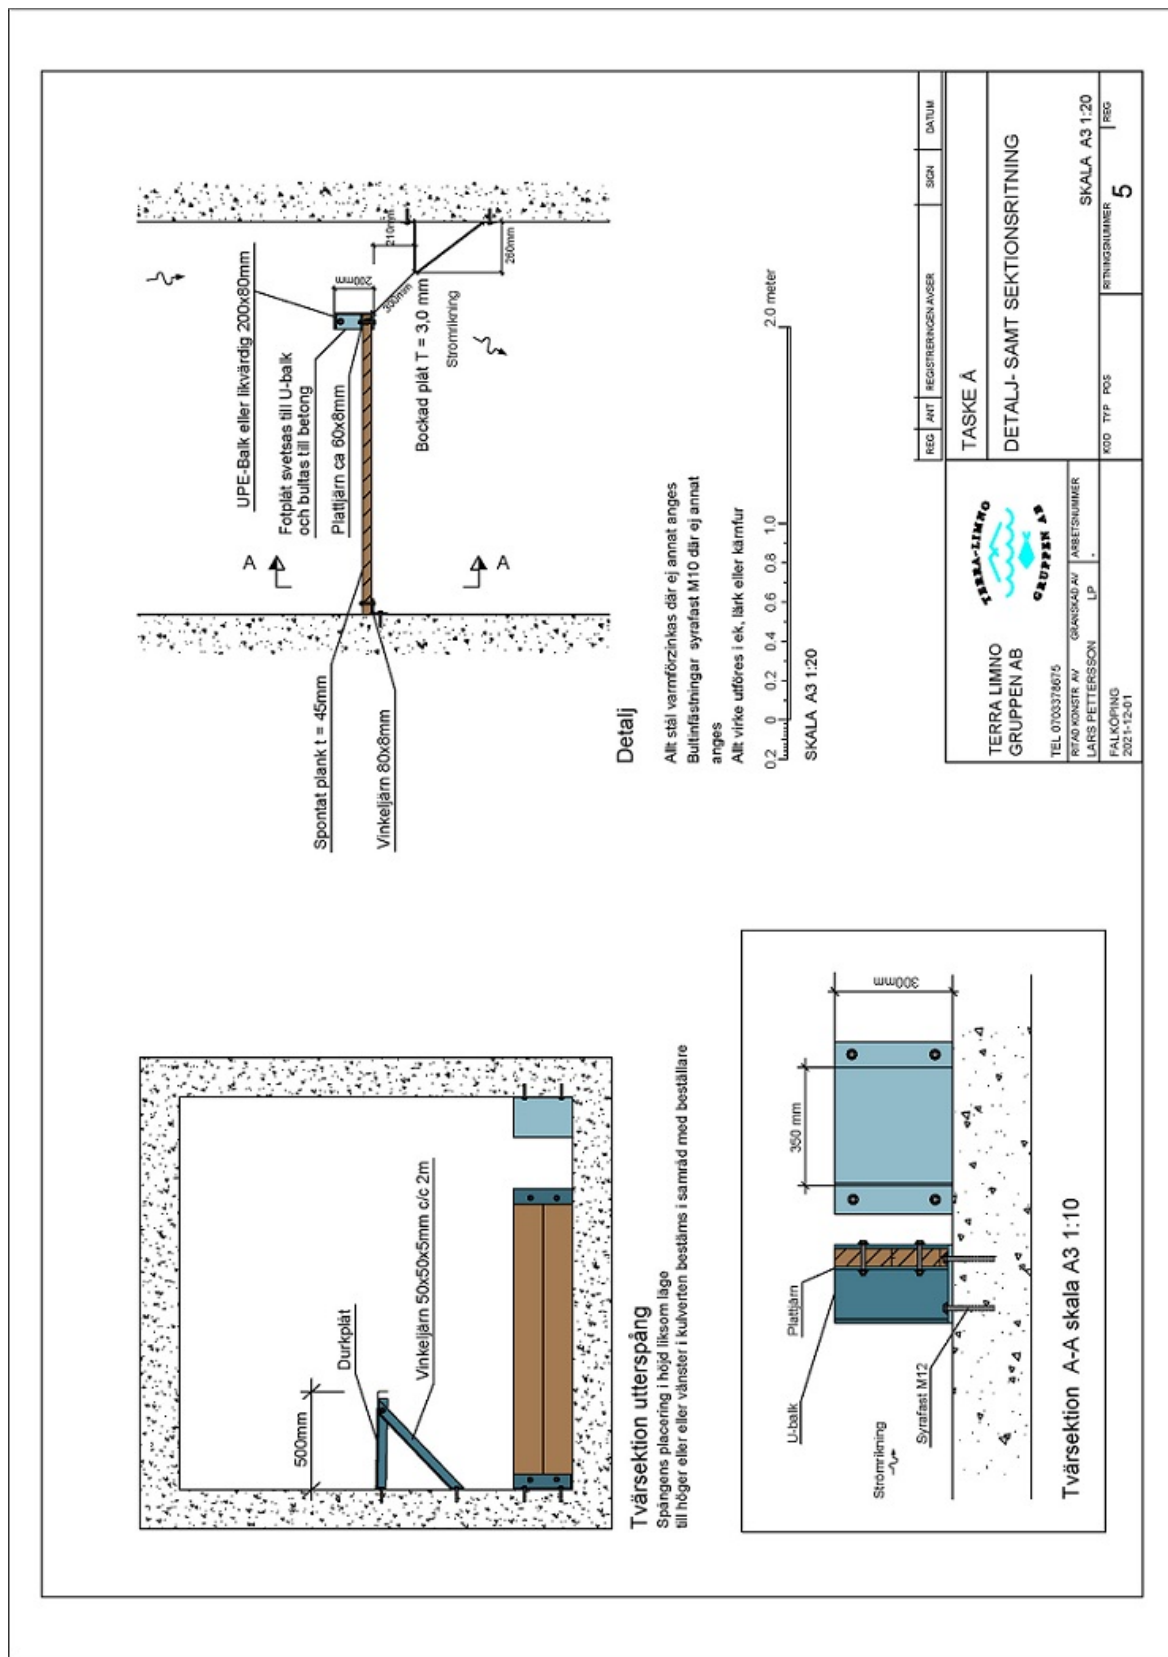 UPE-Balk eller likvärdig 200x80mm
Fotplåt svetsas till U-balk
och bultas till betong
Plattjärn ca 60x8mm
A
A
Spontat plank t = 45mm
Vinkeljärn 80x8mm
200mm
300mm
210mm
260mm
Bockad plåt T = 3,0 mm
Strömrikning
Detalj
Allt stål varmförzinkas där ej annat anges
Bultinfästningar syrafast M10 där ej annat
anges
Allt virke utföres i ek, lärk eller kärnfur
0.2 0 0.2 0.4 0.6 0.8 1.0 2.0 meter
SKALA A3 1:20
500mm
Durkplåt
Vinkeljärn 50x50x5mm c/c 2m
Tvärsektion utterspång
Spångens placering i höjd liksom läge
till höger eller eller vänster i kulverten bestäms i samråd med beställare
U-balk
Plattjärn
350 mm
300mm
Strömrikning
Syrafast M12
Tvärsektion A-A skala A3 1:10
REG ANT REGISTRERINGEN AVSER SIGN DATUM
TASKE Å
DETALJ- SAMT SEKTIONSRITNING
SKALA A3 1:20
KOD TYP POS RITNINGSNUMMER REG
5
TERRA-LIMNO
GRUPPEN AB
TERRA LIMNO
GRUPPEN AB
TEL 0703378675
RITAD KONSTR AV GRANSKAD AV ARBETSNUMMER
LARS PETTERSSON LP -
FALKÖPING
2021-12-01